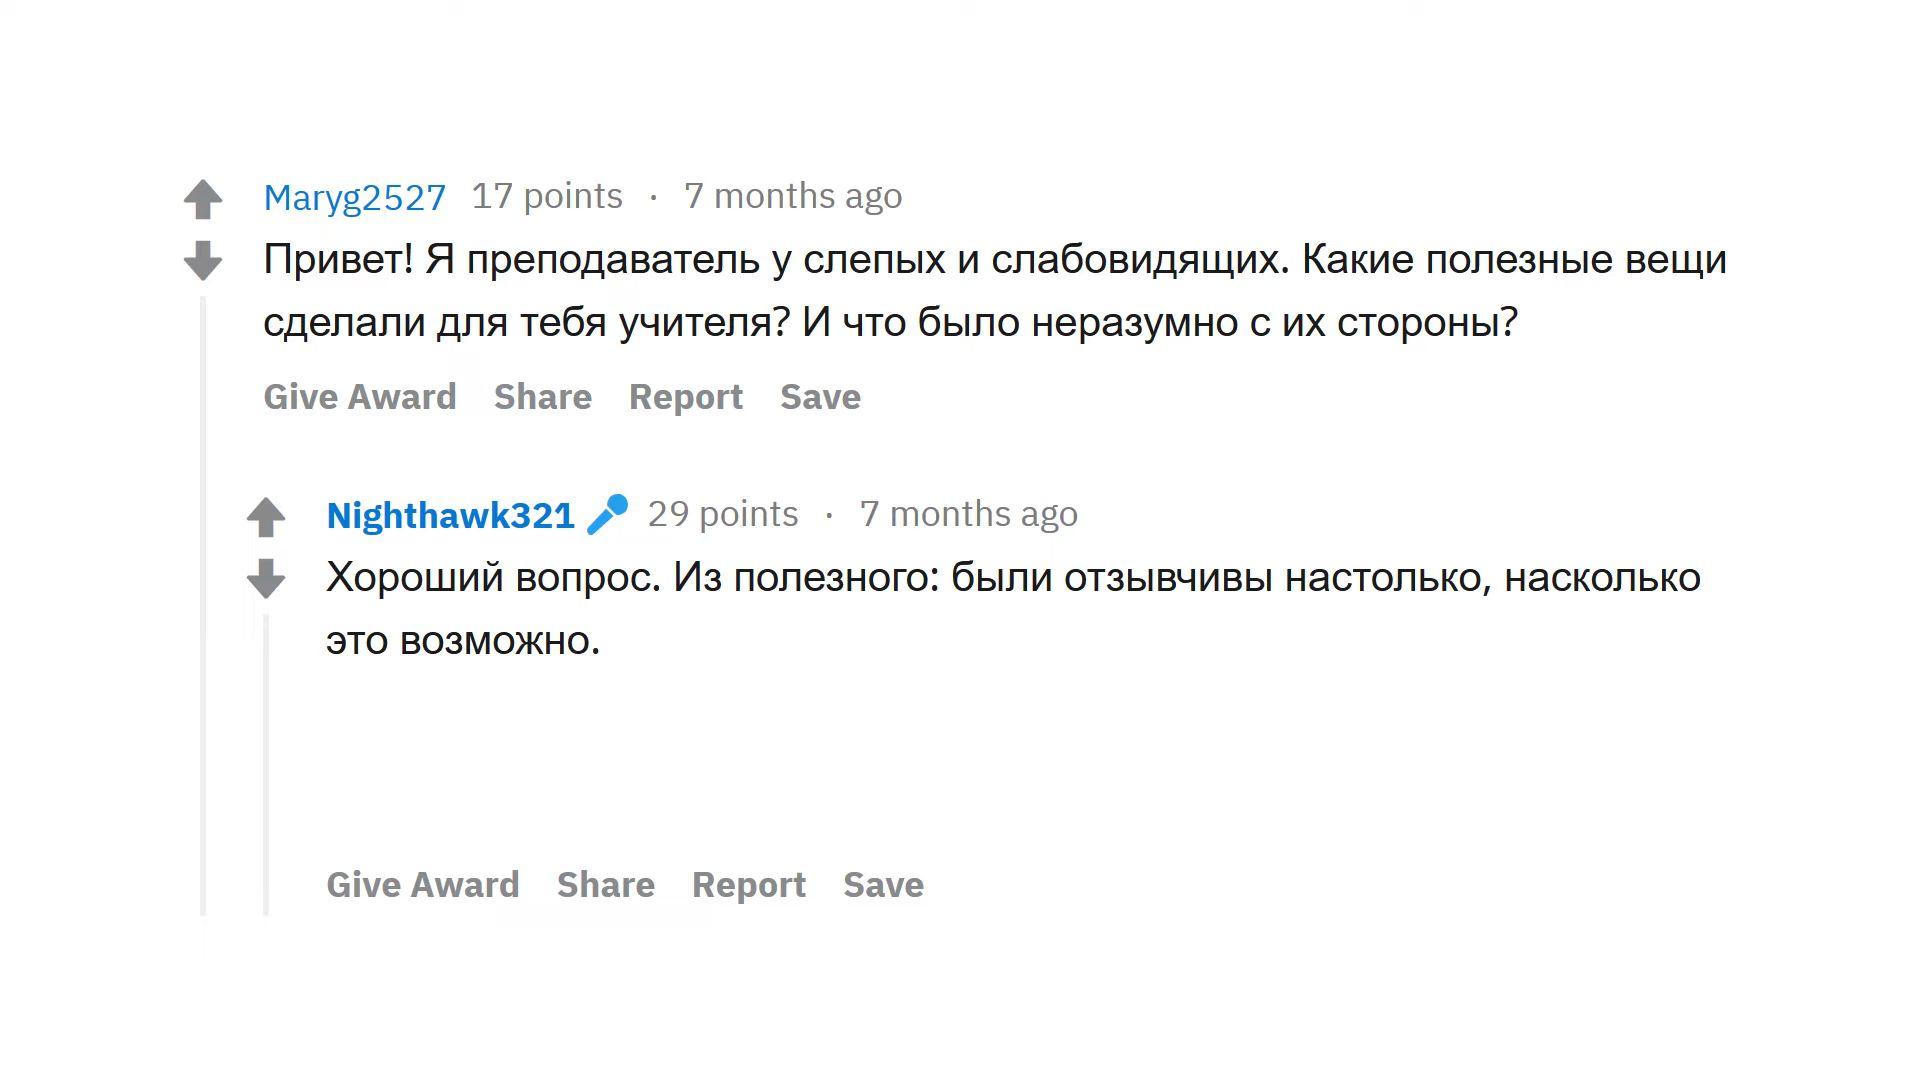 Maryg2527 17 points · 7 months ago
Привет! Я преподаватель у слепых и слабовидящих. Какие полезные вещи
сделали для тебя учителя? И что было неразумно с их стороны?
Give Award Share Report Save
Nighthawk321 29 points · 7 months ago
Хороший вопрос. Из полезного: были отзывчивы настолько, насколько
это возможно.
Give Award Share Report Save